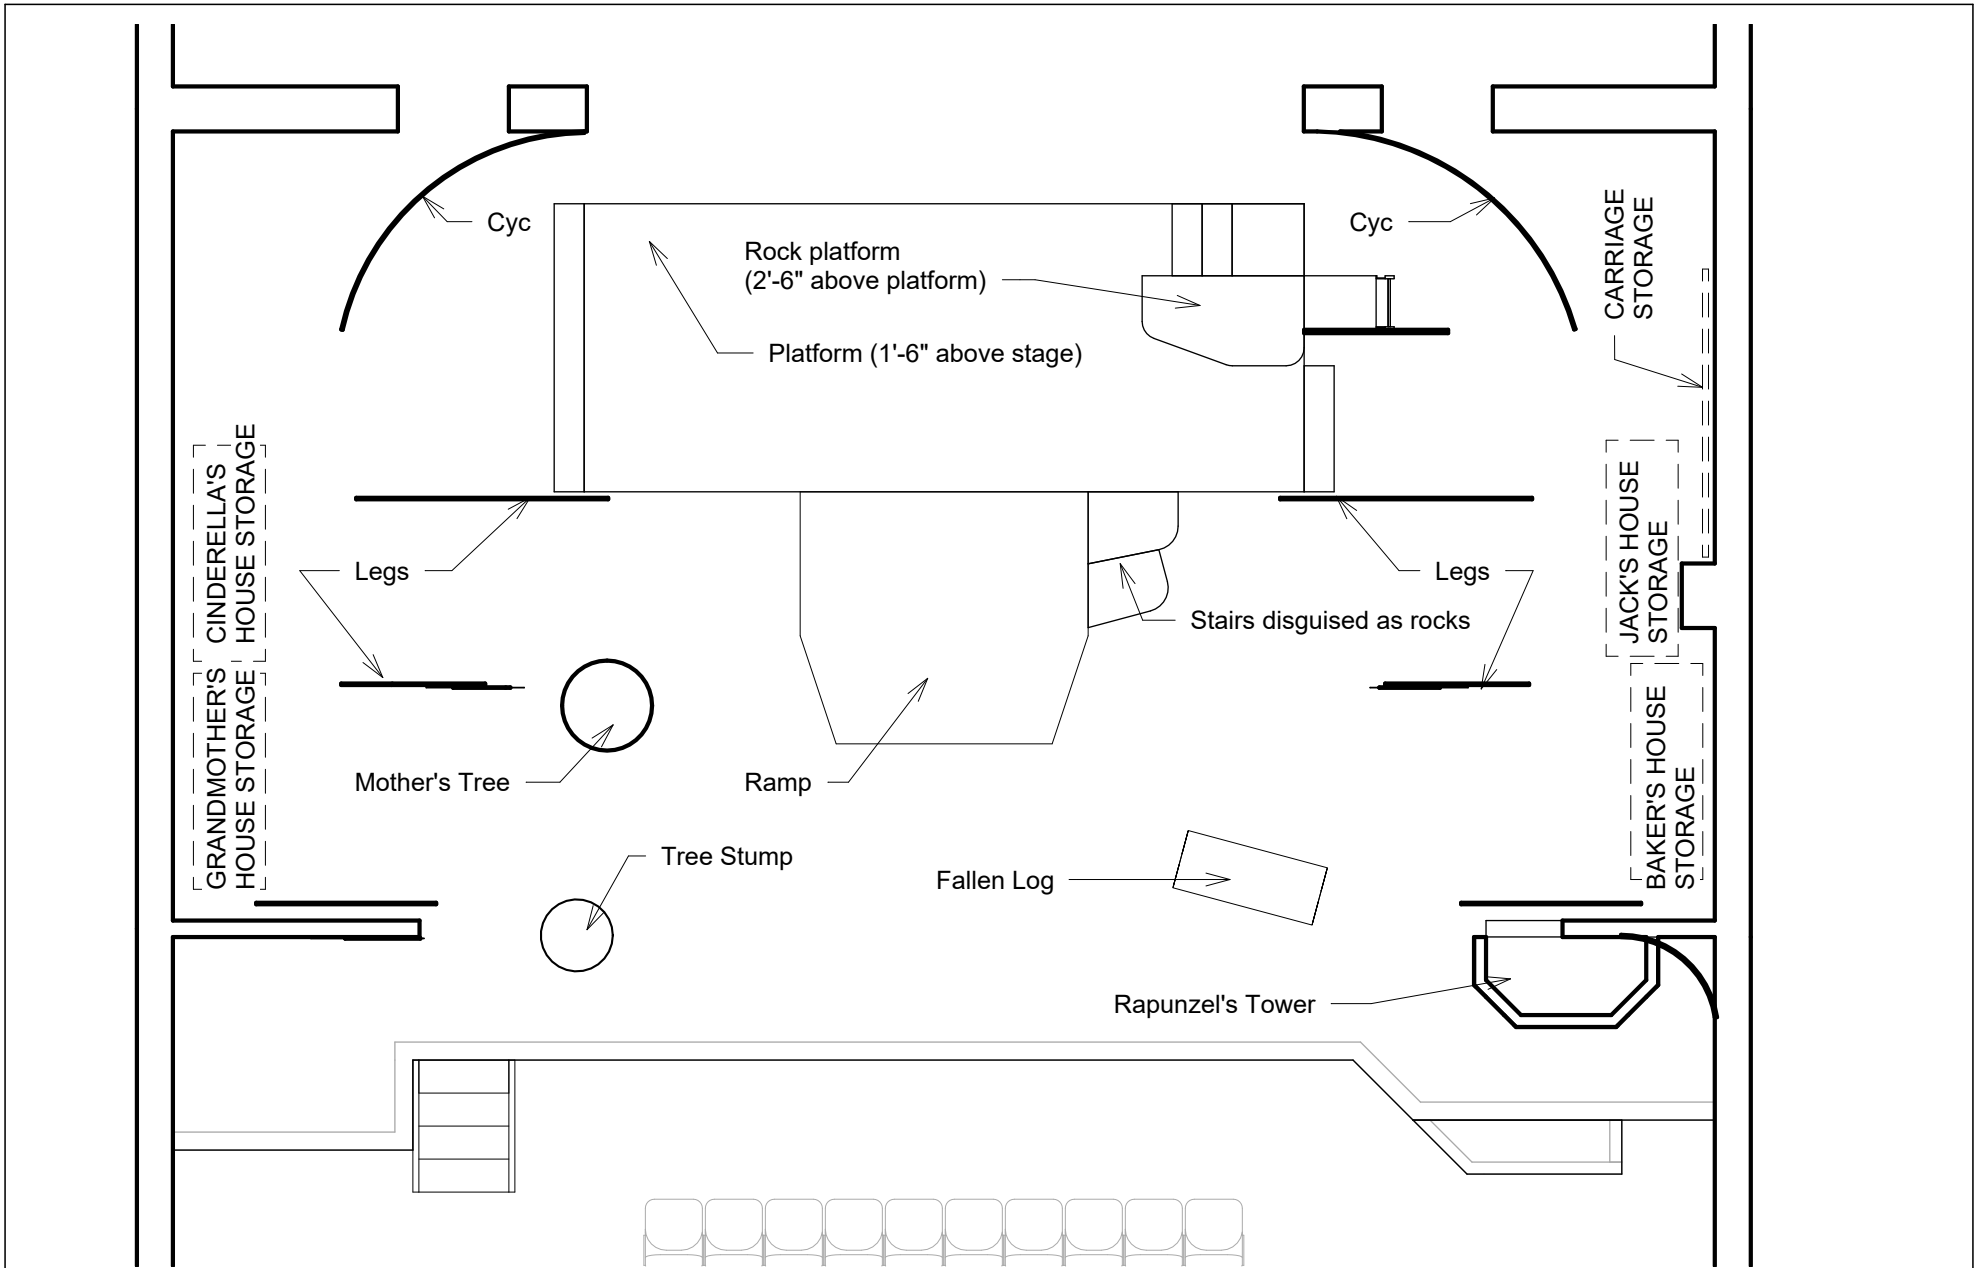 Cyc
Cyc
CARRIAGE
STORAGE
Rock platform
(2'-6" above platform)
Platform (1'-6" above stage)
CINDERELLA'S
HOUSE STORAGE
JACK'S HOUSE
STORAGE
Legs
Legs
Stairs disguised as rocks
GRANDMOTHER'S
HOUSE STORAGE
BAKER'S HOUSE
STORAGE
Mother's Tree
Ramp
Tree Stump
Fallen Log
Rapunzel's Tower